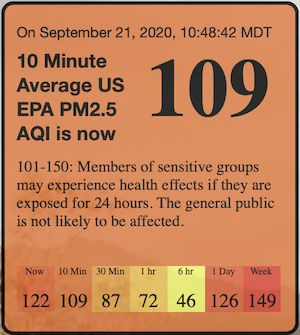 On September 21, 2020, 10:48:42 MDT
10 Minute
Average US
EPA PM2.5
AQI is now
109
101-150: Members of sensitive groups
may experience health effects if they are
exposed for 24 hours. The general public
is not likely to be affected.
Now 10 Min 30 Min 1 hr 6 hr 1 Day Week
122 109 87 72 46 126 149